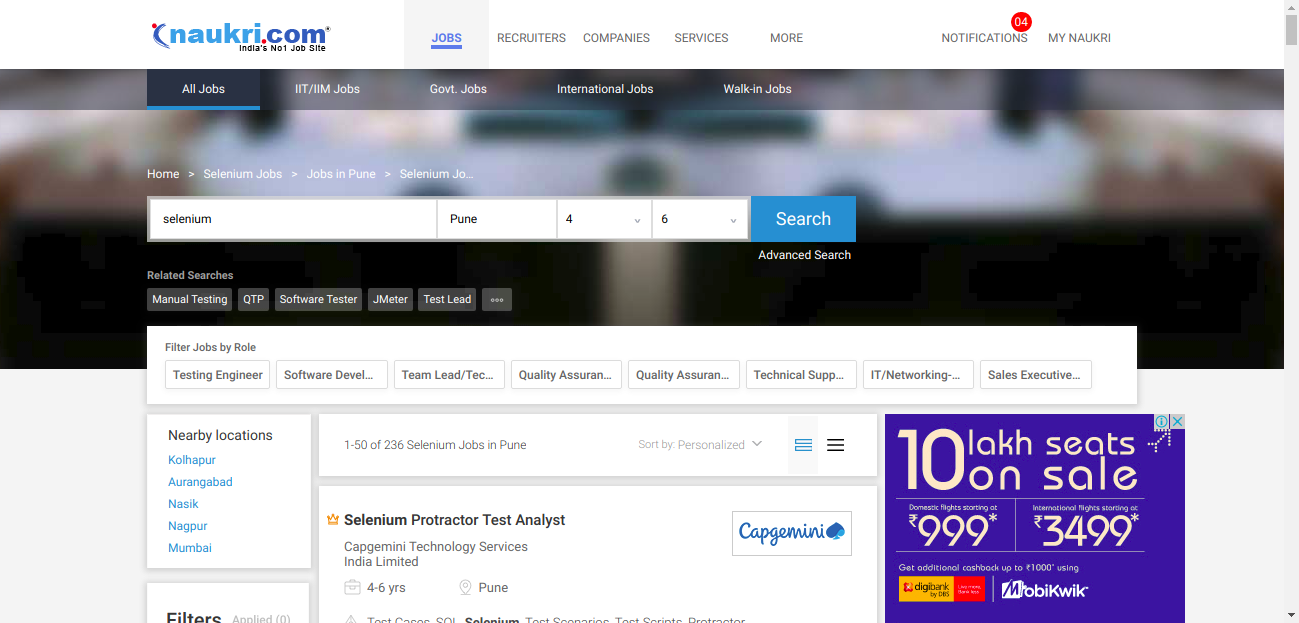 naukri.com
India's No1 Job Site
JOBS
RECRUITERS
COMPANIES
SERVICES
MORE
04
NOTIFICATIONS
MY NAUKRI
All Jobs
IIT/IIM Jobs
Govt. Jobs
International Jobs
Walk-in Jobs
Home > Selenium Jobs > Jobs in Pune > Selenium Jo...
selenium
Pune
4
6
Search
Advanced Search
Related Searches
Manual Testing
QTP
Software Tester
JMeter
Test Lead
Filter Jobs by Role
Testing Engineer
Software Devel...
Team Lead/Tec...
Quality Assuran...
Quality Assuran...
Technical Supp...
IT/Networking-...
Sales Executive...
Nearby locations
Kolhapur
Aurangabad
Nasik
Nagpur
Mumbai
Filters
Applied (0)
1-50 of 236 Selenium Jobs in Pune
Sort by: Personalized
Selenium Protractor Test Analyst
Capgemini Technology Services
India Limited
Capgemini
4-6 yrs
Pune
Test Cases, SQL, Selenium, Test Scenarios, Test Scripts, Protractor
10 lakh seats
on sale
Domestic flights starting at
₹999*
International flights starting at
₹3499*
Get additional cashback up to ₹1000* using
digibank
by DBS
Live more,
Bank less
MobiKwik